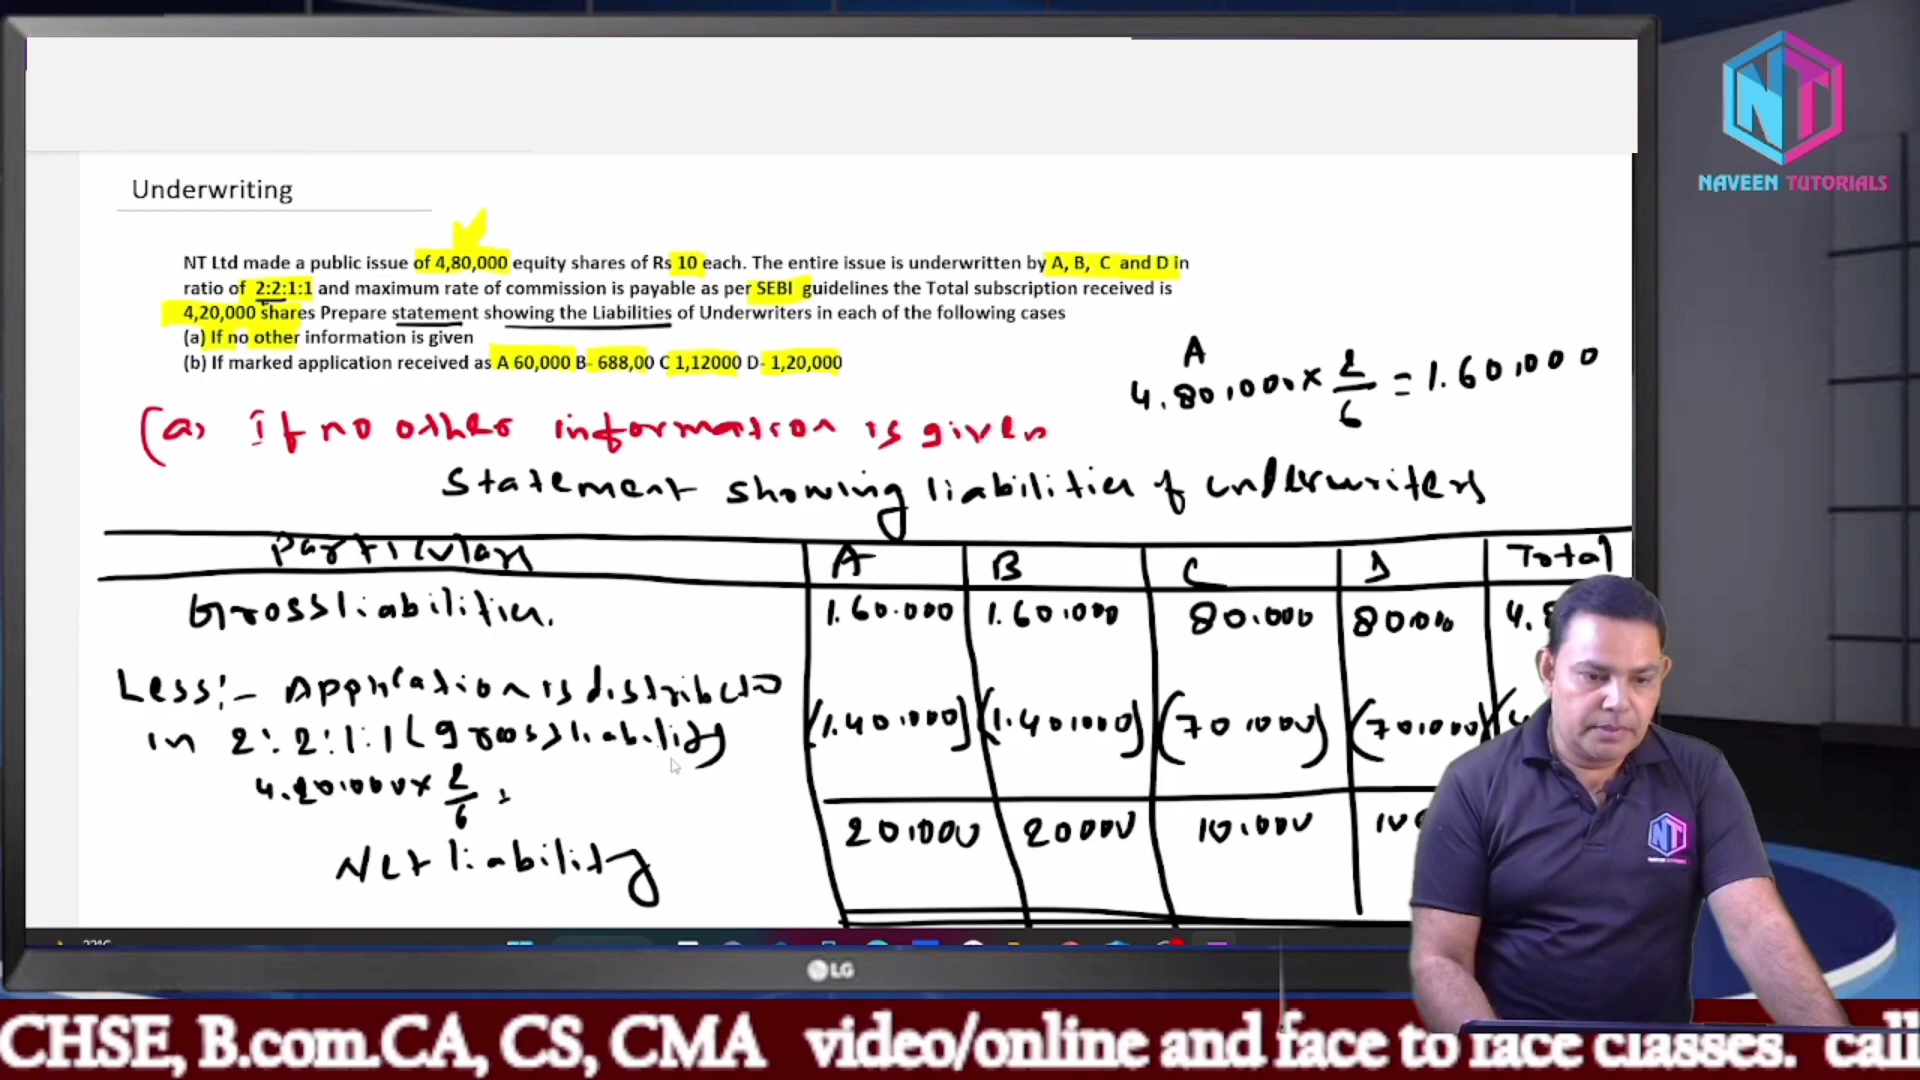 NAVEEN TUTORIALS
Underwriting
NT Ltd made a public issue of 4,80,000 equity shares of Rs 10 each. The entire issue is underwritten by A, B, C and D in
ratio of 2:2:1:1 and maximum rate of commission is payable as per SEBI guidelines the Total subscription received is
4,20,000 shares Prepare statement showing the Liabilities of Underwriters in each of the following cases
(a) If no other information is given
(b) If marked application received as A 60,000 B- 688,00 C 1,12000 D- 1,20,000
A
4.80.000 x 2/6 = 1.60.000
(a) If no other information is given
Statement showing liabilities of underwriters
Particulars A B C D Total
Gross liabilities. 1.60.000 1.60.000 80.000 80.000
Less:- Application is distributed
in 2:2:1:1 (gross liability (1.40.000) (1.40.000) (70.000) (70.000)
4.20.000 x 2/6 =
20.000 20000 10.000
Net liability
LG
NT
CHSE, B.com.CA, CS, CMA video/online and face to face classes. call